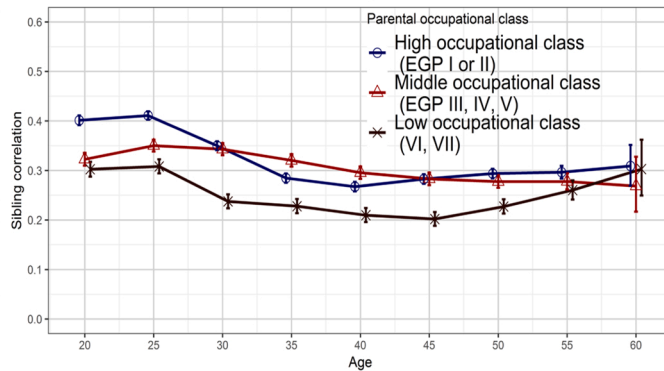 Parental occupational class
High occupational class
(EGP I or II)
Middle occupational class
(EGP III, IV, V)
Low occupational class
(VI, VII)
Sibling correlation
0.6
0.5
0.4
0.3
0.2
0.1
0.0
20 25 30 35 40 45 50 55 60
Age